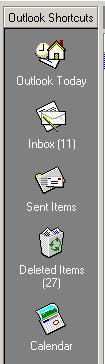 Outlook Shortcuts
Outlook Today
Inbox (11)
Sent Items
Deleted Items
(27)
Calendar